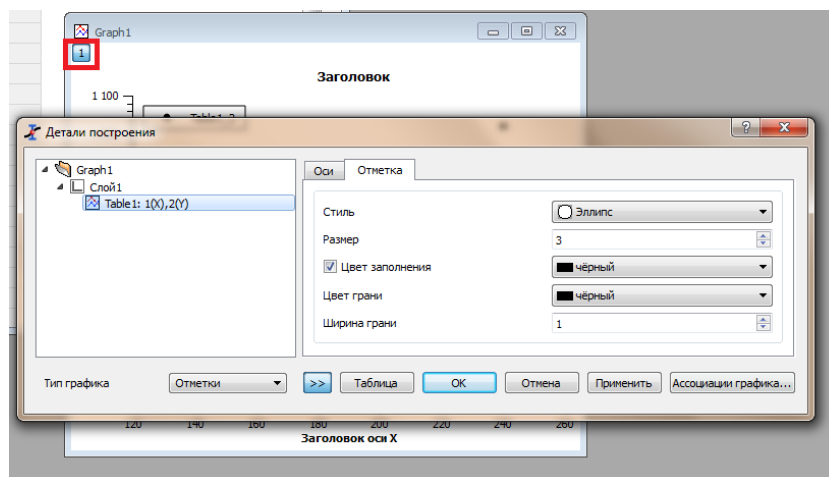 Graph1
1
Заголовок
1 100
Table1_2
Детали построения
Graph1
Слой1
Table1: 1(X),2(Y)
Оси Отметка
Стиль Эллипс
Размер 3
Цвет заполнения чёрный
Цвет грани чёрный
Ширина грани 1
Тип графика Отметки >> Таблица OK Отмена Применить Ассоциации графика...
120 140 160 180 200 220 240 260
Заголовок оси X